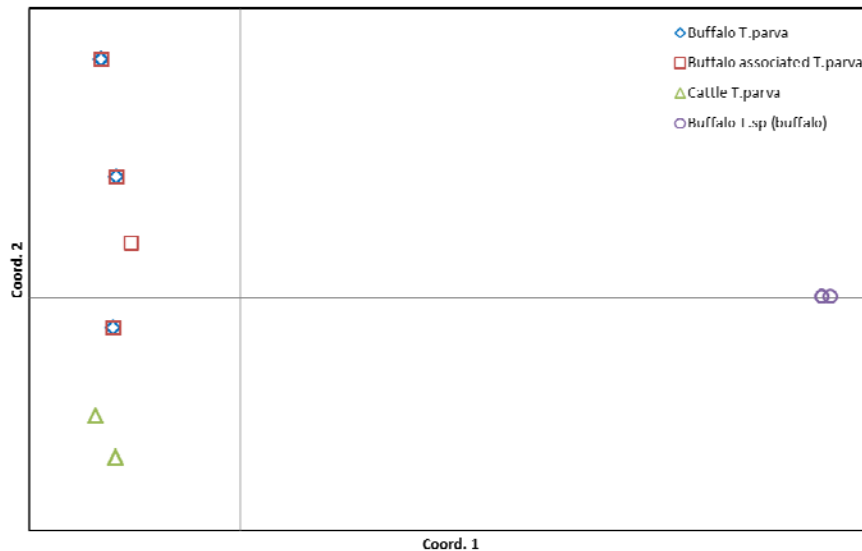 Buffalo T.parva
Buffalo associated T.parva
Cattle T.parva
Buffalo T.sp (buffalo)
Coord. 2
Coord. 1